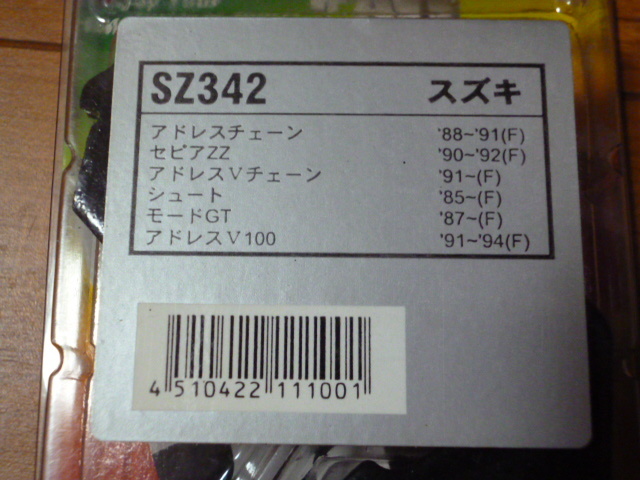 SZ342 スズキ
アドレスチェーン '88~'91(F)
セピアZZ '90~'92(F)
アドレスVチェーン '91~(F)
シュート '85~(F)
モードGT '87~(F)
アドレスV100 '91~'94(F)
4 510422 111001